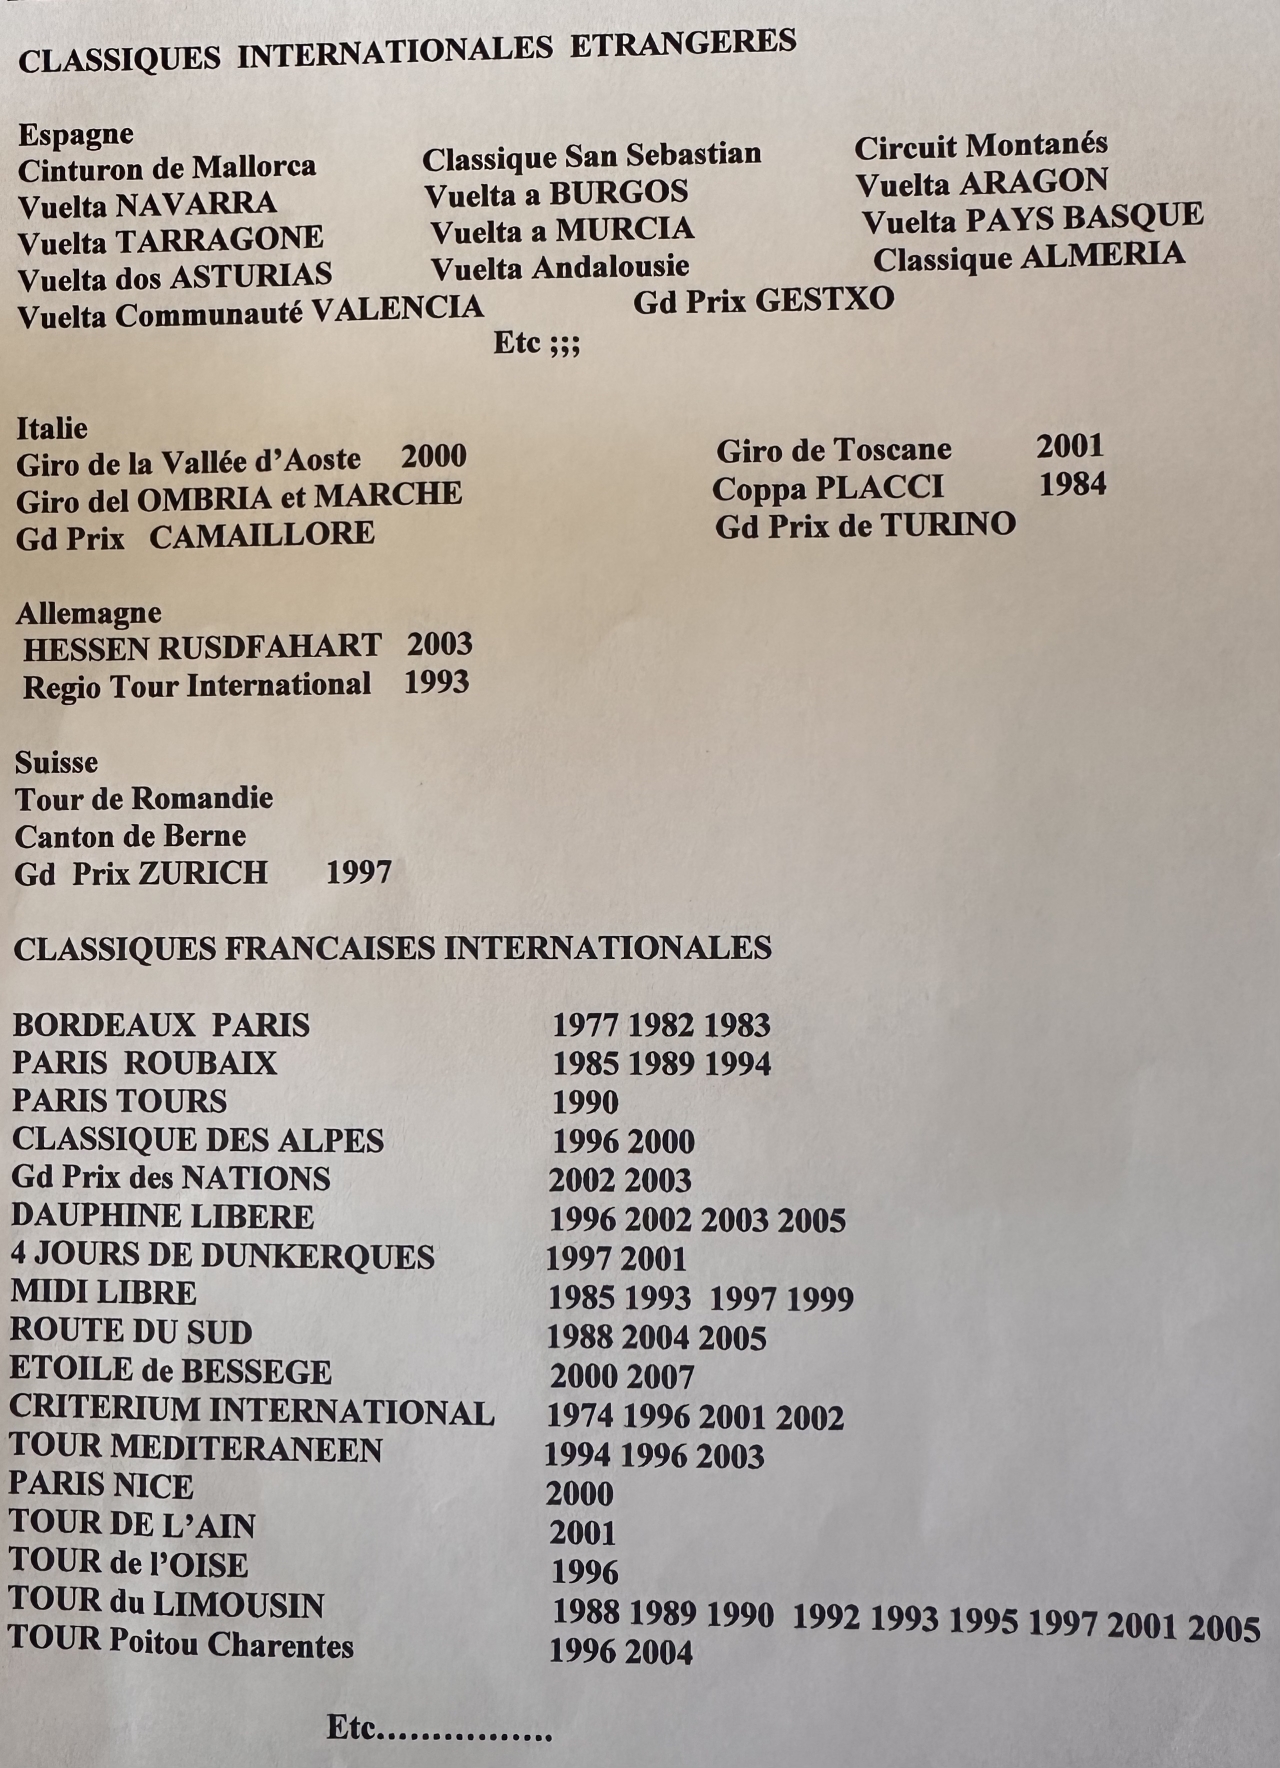 CLASSIQUES INTERNATIONALES ETRANGERES
Espagne
Cinturon de Mallorca Classique San Sebastian Circuit Montanés
Vuelta NAVARRA Vuelta a BURGOS Vuelta ARAGON
Vuelta TARRAGONE Vuelta a MURCIA Vuelta PAYS BASQUE
Vuelta dos ASTURIAS Vuelta Andalousie Classique ALMERIA
Vuelta Communauté VALENCIA Gd Prix GESTXO
Etc ;;;
Italie
Giro de la Vallée d'Aoste 2000 Giro de Toscane 2001
Giro del OMBRIA et MARCHE Coppa PLACCI 1984
Gd Prix CAMAILLORE Gd Prix de TURINO
Allemagne
HESSEN RUSDFAHART 2003
Regio Tour International 1993
Suisse
Tour de Romandie
Canton de Berne
Gd Prix ZURICH 1997
CLASSIQUES FRANCAISES INTERNATIONALES
BORDEAUX PARIS 1977 1982 1983
PARIS ROUBAIX 1985 1989 1994
PARIS TOURS 1990
CLASSIQUE DES ALPES 1996 2000
Gd Prix des NATIONS 2002 2003
DAUPHINE LIBERE 1996 2002 2003 2005
4 JOURS DE DUNKERQUES 1997 2001
MIDI LIBRE 1985 1993 1997 1999
ROUTE DU SUD 1988 2004 2005
ETOILE de BESSEGE 2000 2007
CRITERIUM INTERNATIONAL 1974 1996 2001 2002
TOUR MEDITERANEEN 1994 1996 2003
PARIS NICE 2000
TOUR DE L'AIN 2001
TOUR de l'OISE 1996
TOUR du LIMOUSIN 1988 1989 1990 1992 1993 1995 1997 2001 2005
TOUR Poitou Charentes 1996 2004
Etc................